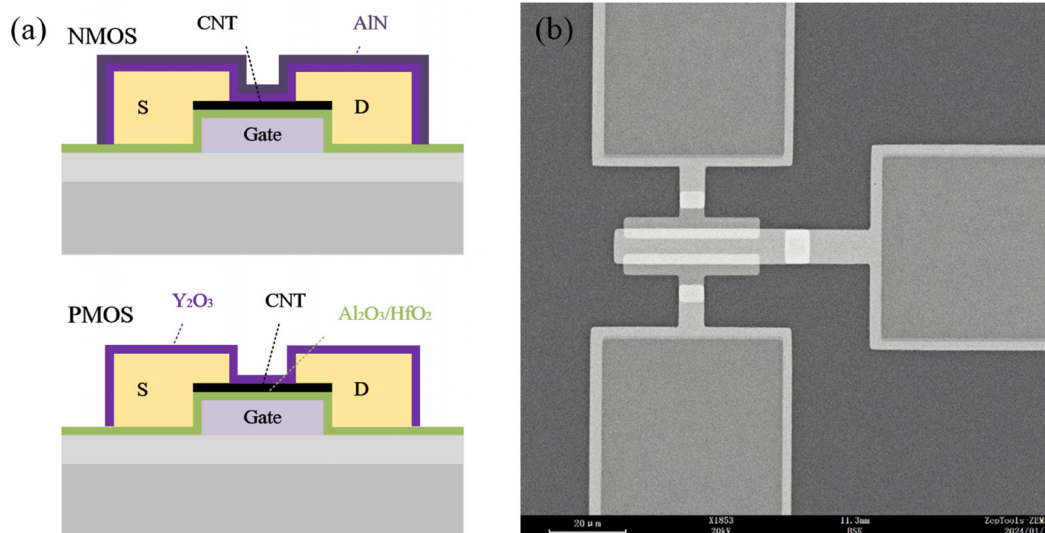 (a)
NMOS
CNT
AlN
S
D
Gate
PMOS
Y₂O₃
CNT
Al₂O₃/HfO₂
S
D
Gate
(b)
20 μm
X1853
20kV
11.3mm
BSE
ZepTools-ZEM
2024/01/